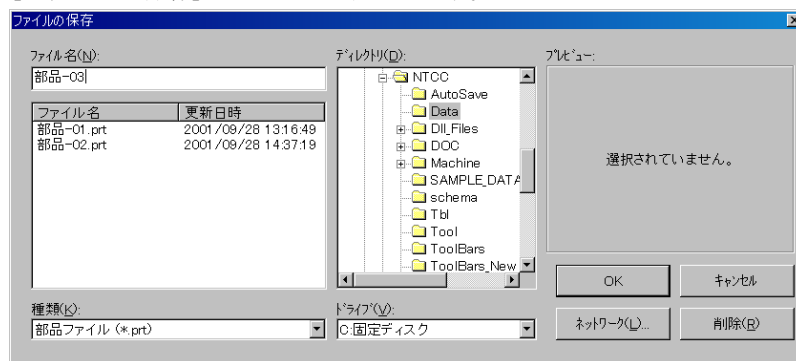 ファイルの保存
ファイル名(N):
部品-03
ファイル名 更新日時
部品-01.prt 2001/09/28 13:16:49
部品-02.prt 2001/09/28 14:37:19
種類(K):
部品ファイル (*.prt)
ﾃﾞｨﾚｸﾄﾘ(D):
NTCC
AutoSave
Data
Dll_Files
DOC
Machine
SAMPLE_DATA
schema
Tbl
Tool
ToolBars
ToolBars_New
ﾄﾞﾗｲﾌﾞ(V):
C:固定ディスク
ﾌﾟﾚﾋﾞｭｰ:
選択されていません。
OK
ｷｬﾝｾﾙ
ﾈｯﾄﾜｰｸ(L)...
削除(R)